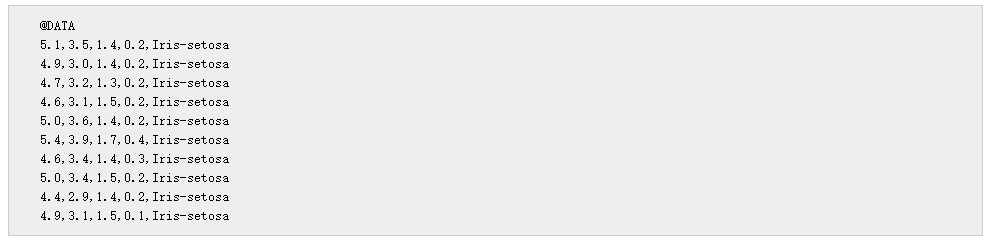 @DATA
5.1,3.5,1.4,0.2,Iris-setosa
4.9,3.0,1.4,0.2,Iris-setosa
4.7,3.2,1.3,0.2,Iris-setosa
4.6,3.1,1.5,0.2,Iris-setosa
5.0,3.6,1.4,0.2,Iris-setosa
5.4,3.9,1.7,0.4,Iris-setosa
4.6,3.4,1.4,0.3,Iris-setosa
5.0,3.4,1.5,0.2,Iris-setosa
4.4,2.9,1.4,0.2,Iris-setosa
4.9,3.1,1.5,0.1,Iris-setosa